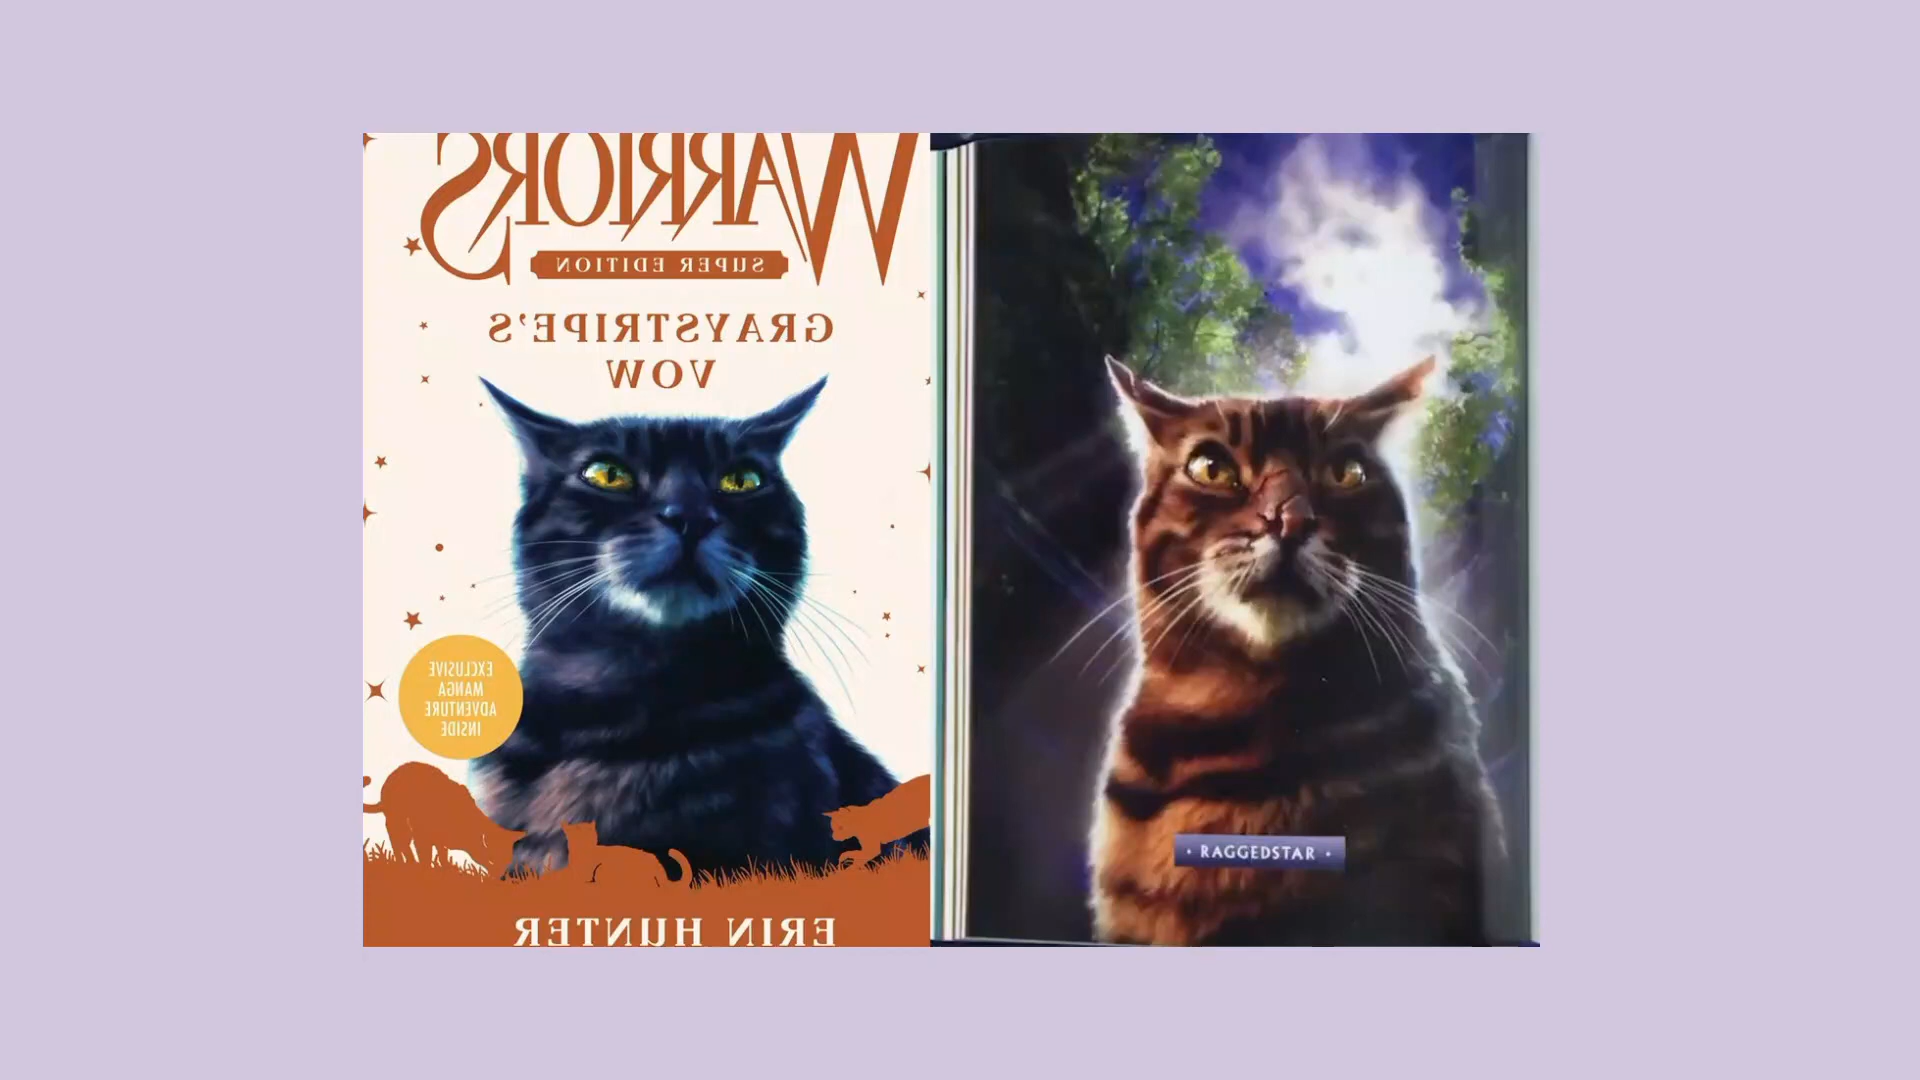 WARRIORS
SUPER EDITION
GRAYSTRIPE'S
VOW
EXCLUSIVE
MANGA
ADVENTURE
INSIDE
ERIN HUNTER
• RAGGEDSTAR •